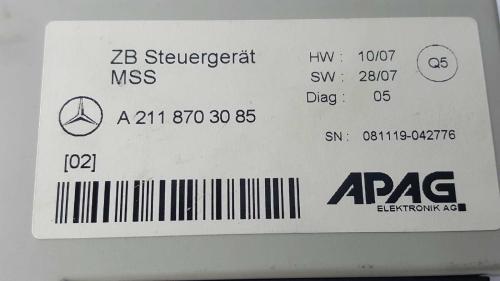 ZB Steuergerät
MSS
HW : 10/07
SW : 28/07
Diag : 05
Q5
A 211 870 30 85
SN : 081119-042776
[02]
APAG
ELEKTRONIK AG